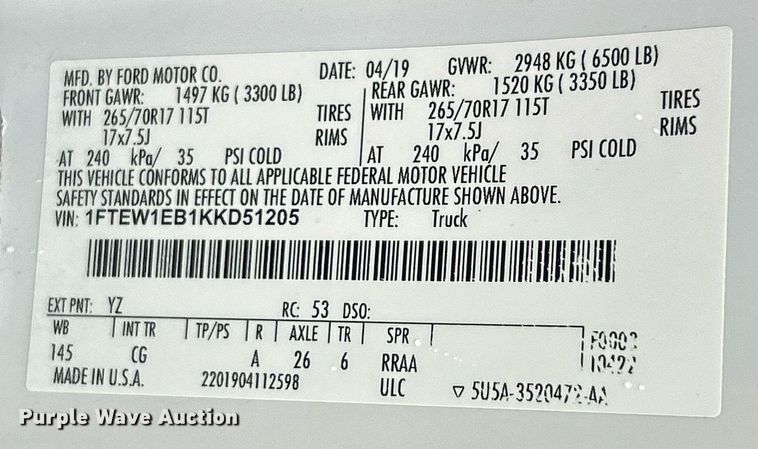 MFD. BY FORD MOTOR CO. DATE: 04/19 GVWR: 2948 KG ( 6500 LB)
FRONT GAWR: 1497 KG ( 3300 LB) REAR GAWR: 1520 KG ( 3350 LB)
WITH 265/70R17 115T TIRES WITH 265/70R17 115T TIRES
17x7.5J RIMS 17x7.5J RIMS
AT 240 kPa/ 35 PSI COLD AT 240 kPa/ 35 PSI COLD
THIS VEHICLE CONFORMS TO ALL APPLICABLE FEDERAL MOTOR VEHICLE
SAFETY STANDARDS IN EFFECT ON THE DATE OF MANUFACTURE SHOWN ABOVE.
VIN: 1FTEW1EB1KKD51205 TYPE: Truck
EXT PNT: YZ RC: 53 DSO:
WB INT TR TP/PS R AXLE TR SPR
145 CG A 26 6 RRAA
MADE IN U.S.A. 2201904112598 ULC 5U5A-3520472-AA
Purple Wave Auction